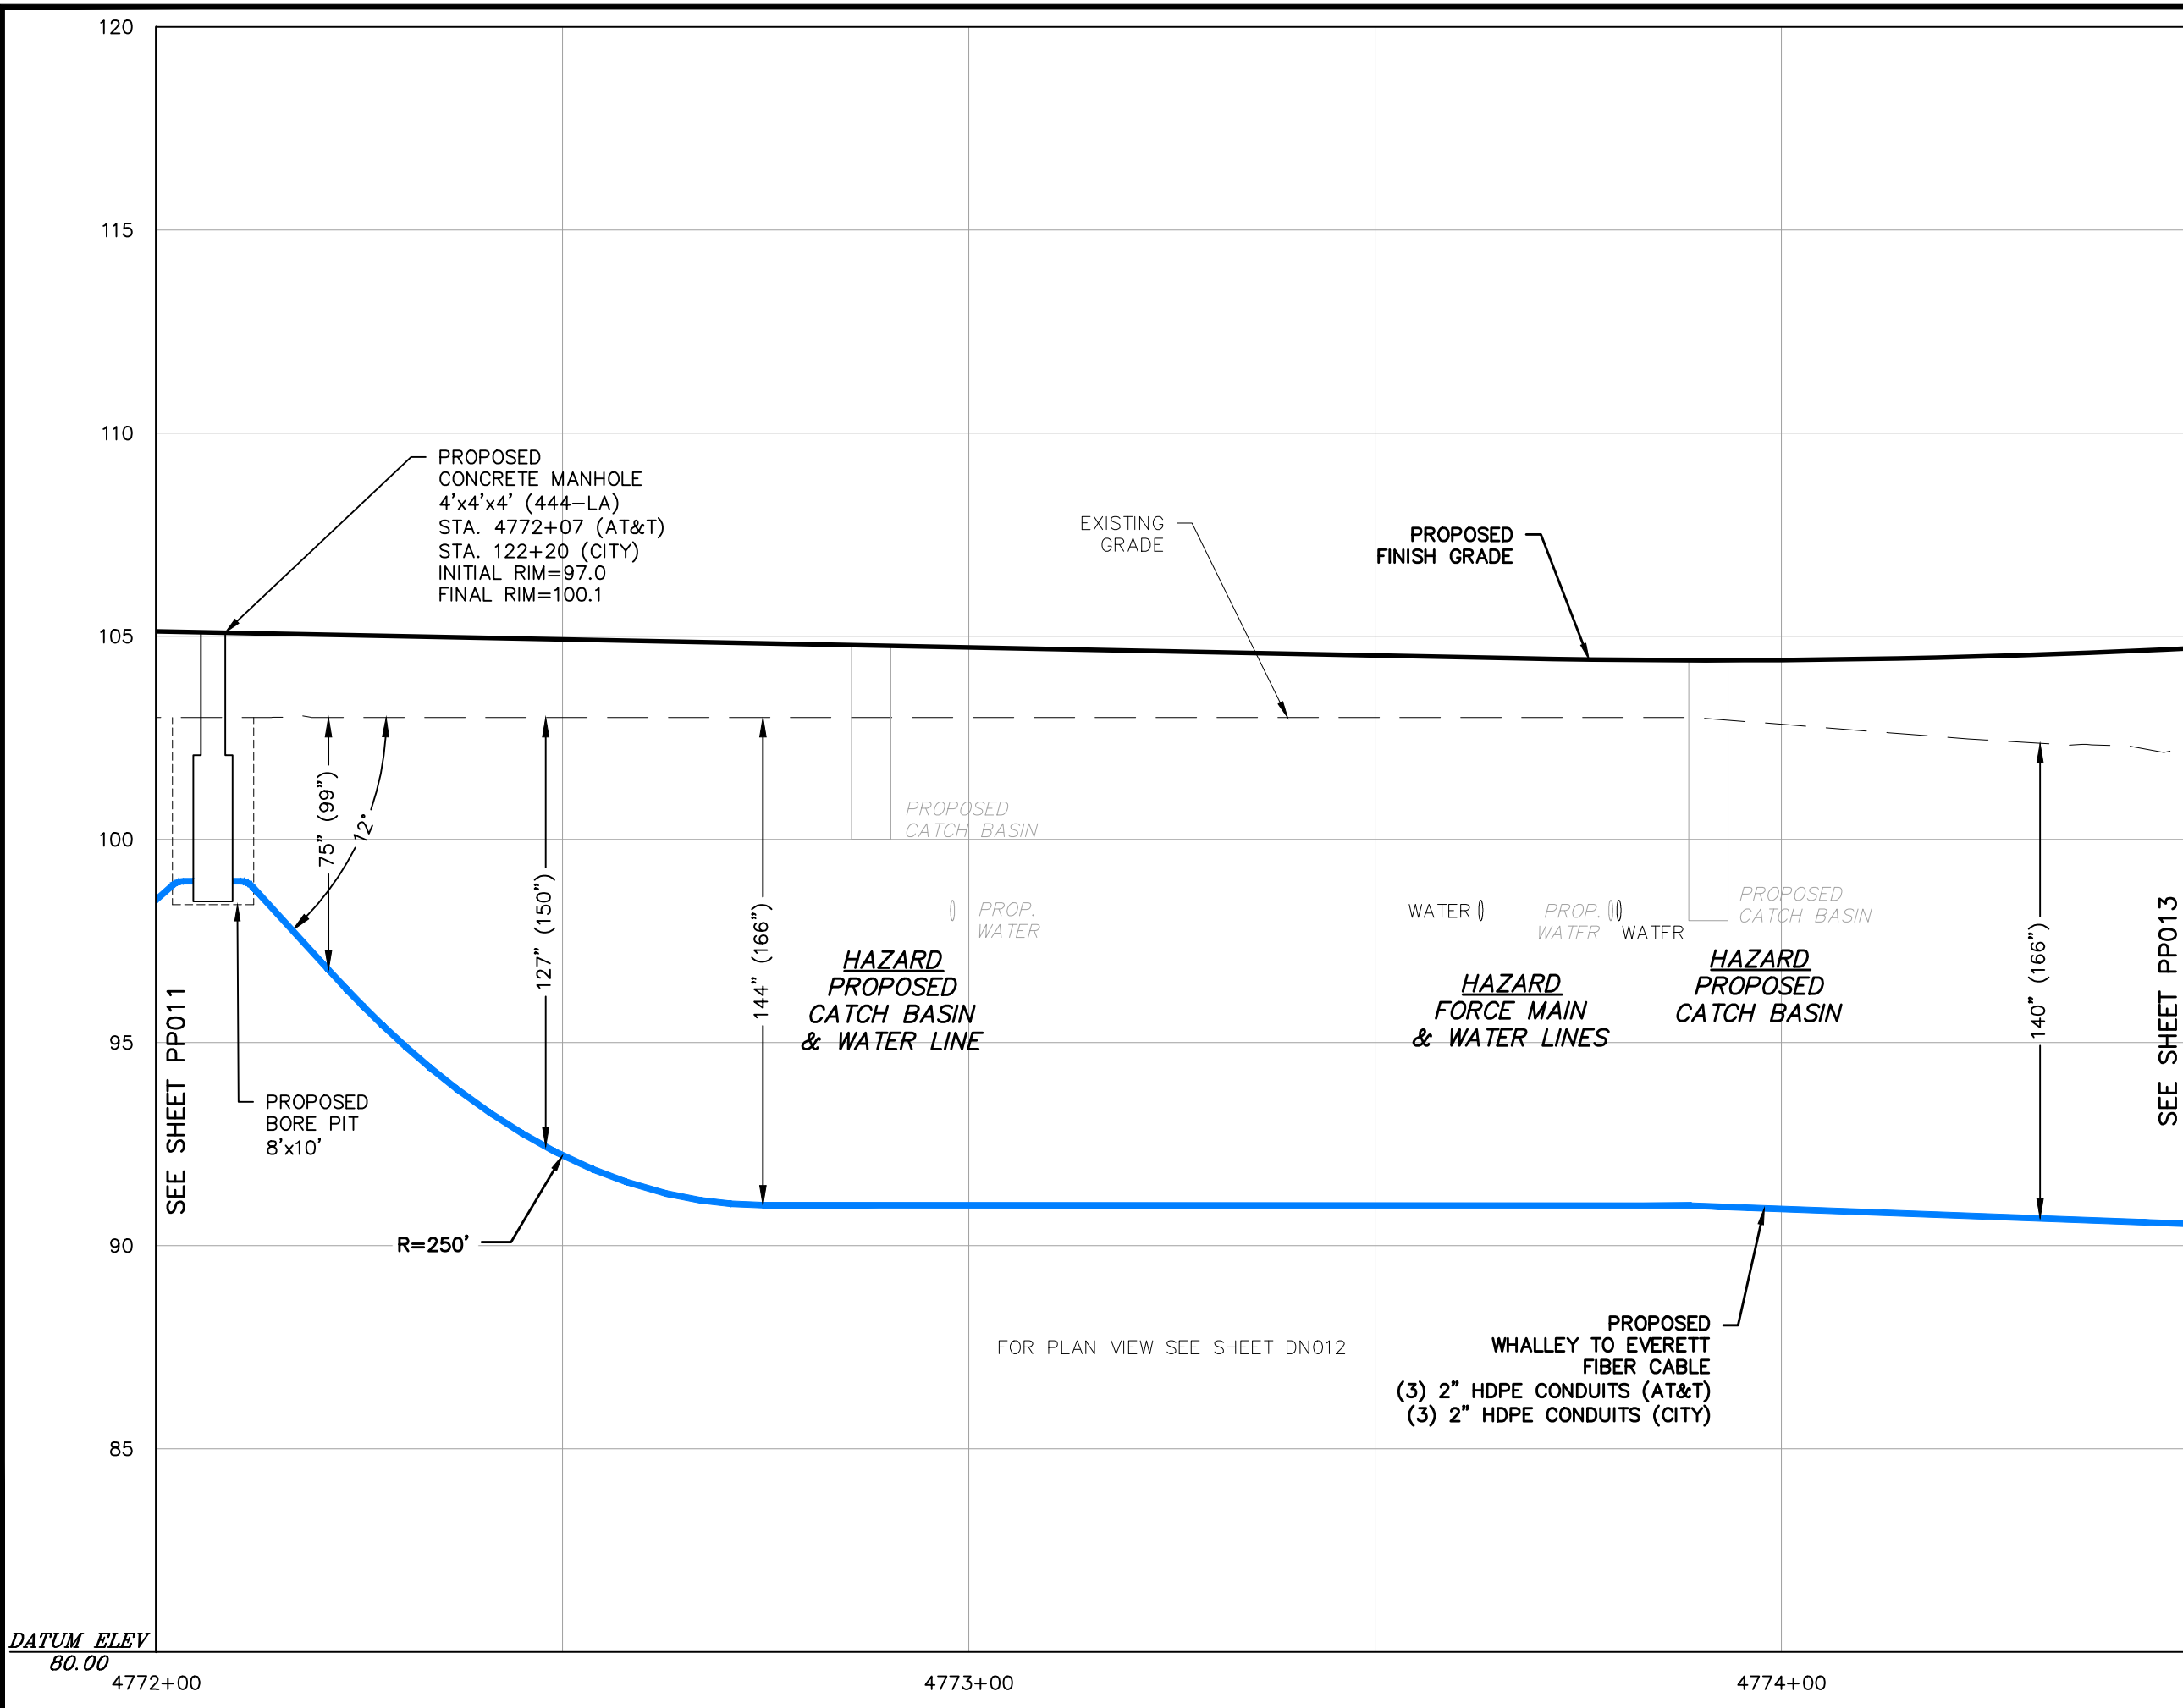 120
115
110
105
100
95
90
85
DATUM ELEV
80.00
4772+00
4773+00
4774+00
PROPOSED
CONCRETE MANHOLE
4'x4'x4' (444-LA)
STA. 4772+07 (AT&T)
STA. 122+20 (CITY)
INITIAL RIM=97.0
FINAL RIM=100.1
EXISTING
GRADE
PROPOSED
FINISH GRADE
75" (99")
12°
127" (150")
144" (166")
PROPOSED
CATCH BASIN
PROP.
WATER
HAZARD
PROPOSED
CATCH BASIN
& WATER LINE
WATER
PROP.
WATER
WATER
PROPOSED
CATCH BASIN
HAZARD
FORCE MAIN
& WATER LINES
HAZARD
PROPOSED
CATCH BASIN
140" (166")
SEE SHEET PP013
SEE SHEET PP011
PROPOSED
BORE PIT
8'x10'
R=250'
FOR PLAN VIEW SEE SHEET DN012
PROPOSED
WHALLEY TO EVERETT
FIBER CABLE
(3) 2" HDPE CONDUITS (AT&T)
(3) 2" HDPE CONDUITS (CITY)